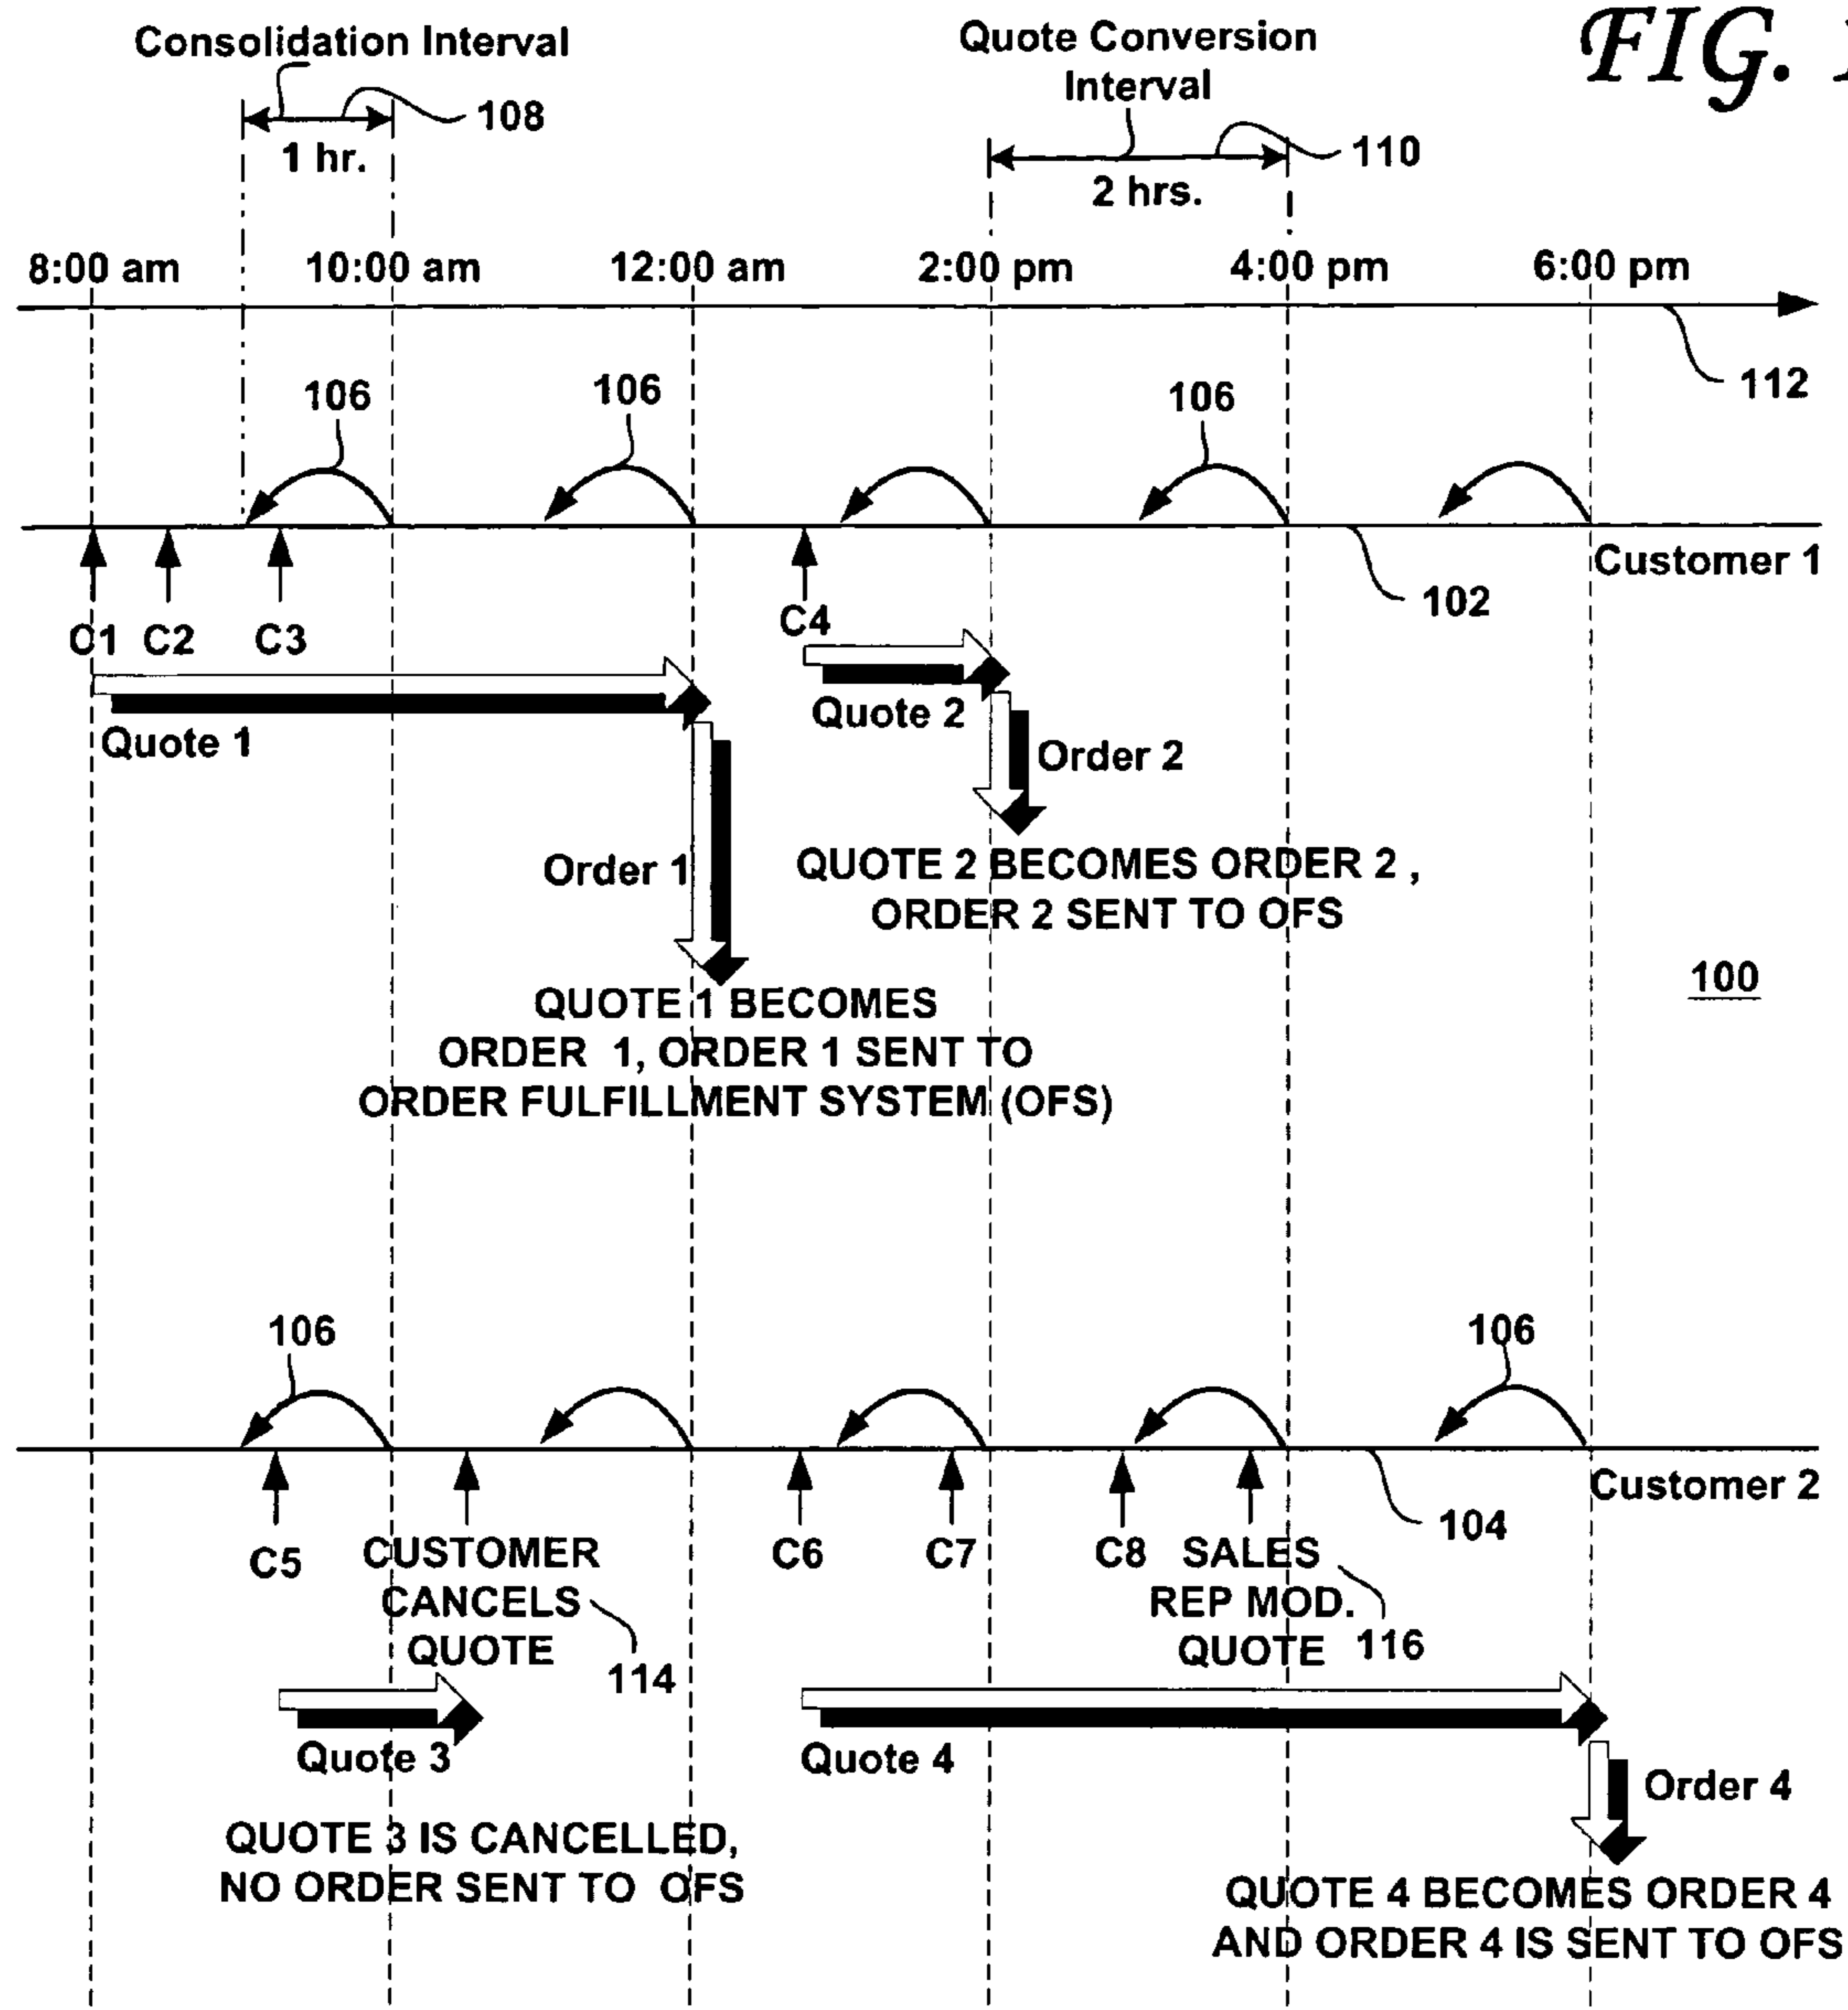 FIG. 1
Consolidation Interval
108
1 hr.
Quote Conversion
Interval
110
2 hrs.
8:00 am
10:00 am
12:00 am
2:00 pm
4:00 pm
6:00 pm
112
106
106
106
Customer 1
102
C1
C2
C3
C4
Quote 1
Quote 2
Order 2
Order 1
QUOTE 2 BECOMES ORDER 2 ,
ORDER 2 SENT TO OFS
100
QUOTE 1 BECOMES
ORDER 1, ORDER 1 SENT TO
ORDER FULFILLMENT SYSTEM (OFS)
106
106
Customer 2
104
C5
CUSTOMER
CANCELS
QUOTE
114
C6
C7
C8
SALES
REP MOD.
QUOTE
116
Quote 3
Quote 4
Order 4
QUOTE 3 IS CANCELLED,
NO ORDER SENT TO OFS
QUOTE 4 BECOMES ORDER 4
AND ORDER 4 IS SENT TO OFS